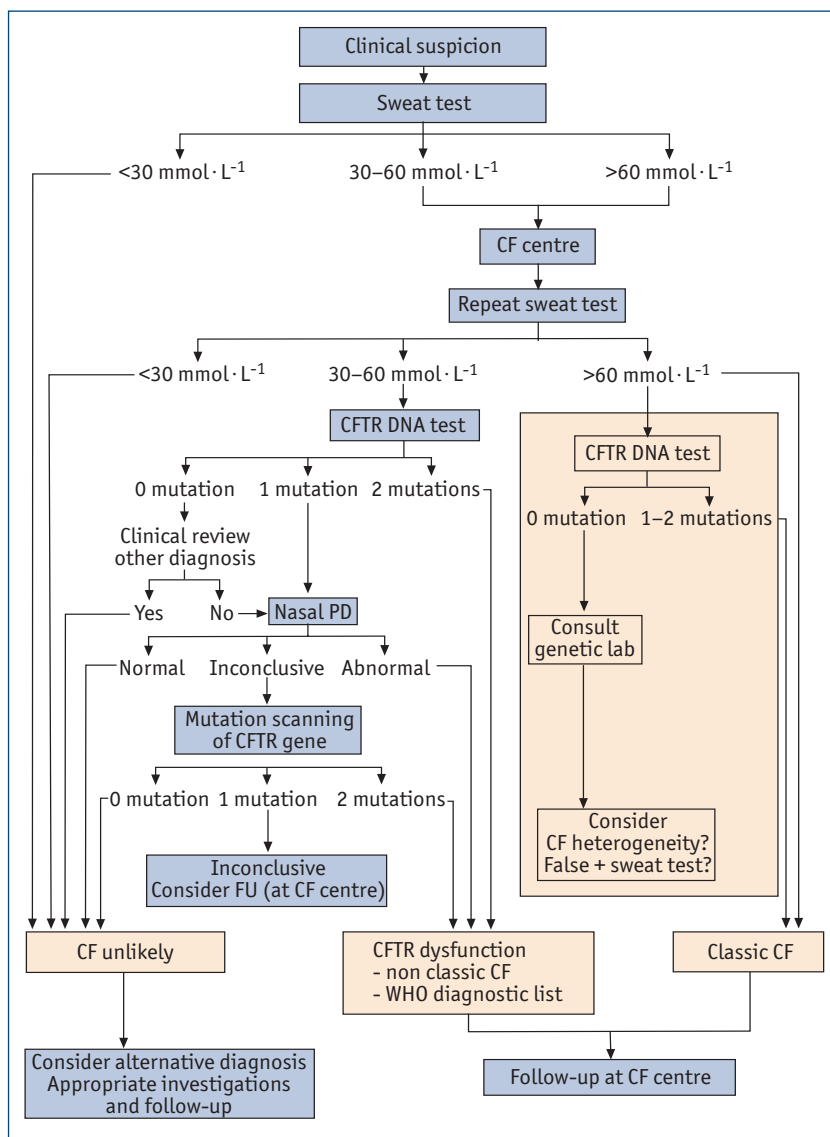 Clinical suspicion
Sweat test
<30 mmol·L⁻¹
30–60 mmol·L⁻¹
>60 mmol·L⁻¹
CF centre
Repeat sweat test
<30 mmol·L⁻¹
30–60 mmol·L⁻¹
>60 mmol·L⁻¹
CFTR DNA test
0 mutation
1 mutation
2 mutations
Clinical review
other diagnosis
Yes
No
Nasal PD
Normal
Inconclusive
Abnormal
Mutation scanning
of CFTR gene
0 mutation
1 mutation
2 mutations
Inconclusive
Consider FU (at CF centre)
CFTR DNA test
0 mutation
1–2 mutations
Consult
genetic lab
Consider
CF heterogeneity?
False + sweat test?
CF unlikely
CFTR dysfunction
- non classic CF
- WHO diagnostic list
Classic CF
Consider alternative diagnosis
Appropriate investigations
and follow-up
Follow-up at CF centre